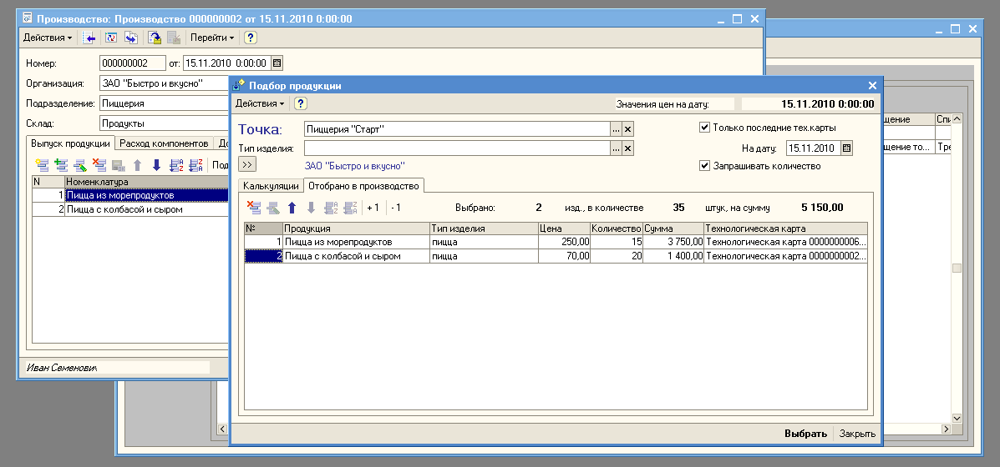 Производство: Производство 000000002 от 15.11.2010 0:00:00
Действия
Перейти
Номер: 000000002 от: 15.11.2010 0:00:00
Организация: ЗАО "Быстро и вкусно"
Подразделение: Пиццерия
Склад: Продукты
Выпуск продукции Расход компонентов До
Под
N Номенклатура
1 Пицца из морепродуктов
2 Пицца с колбасой и сыром
Иван Семенович
Подбор продукции
Действия
Значения цен на дату: 15.11.2010 0:00:00
Точка: Пиццерия "Старт" ... x
Только последние тех.карты
Тип изделия: ... x
На дату: 15.11.2010
>> ЗАО "Быстро и вкусно"
Запрашивать количество
Калькуляции Отобрано в производство
+ 1 - 1 Выбрано: 2 изд., в количестве 35 штук, на сумму 5 150,00
№ Продукция Тип изделия Цена Количество Сумма Технологическая карта
1 Пицца из морепродуктов пицца 250,00 15 3 750,00 Технологическая карта 0000000006...
2 Пицца с колбасой и сыром пицца 70,00 20 1 400,00 Технологическая карта 0000000002...
Выбрать Закрыть
щение Спи
щение то... Тре